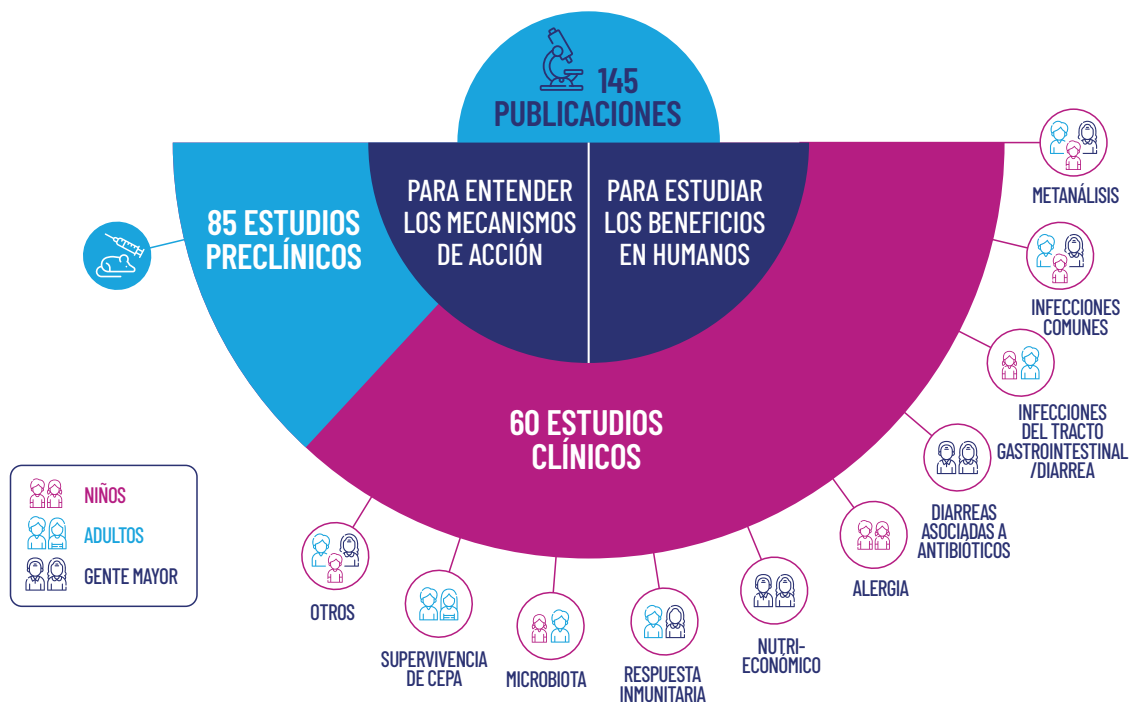 145
PUBLICACIONES
85 ESTUDIOS
PRECLÍNICOS
PARA ENTENDER
LOS MECANISMOS
DE ACCIÓN
PARA ESTUDIAR
LOS BENEFICIOS
EN HUMANOS
60 ESTUDIOS
CLÍNICOS
METANÁLISIS
INFECCIONES
COMUNES
INFECCIONES
DEL TRACTO
GASTROINTESTINAL
/DIARREA
DIARREAS
ASOCIADAS A
ANTIBIÓTICOS
ALERGIA
NUTRI-
ECONÓMICO
RESPUESTA
INMUNITARIA
MICROBIOTA
SUPERVIVENCIA
DE CEPA
OTROS
NIÑOS
ADULTOS
GENTE MAYOR